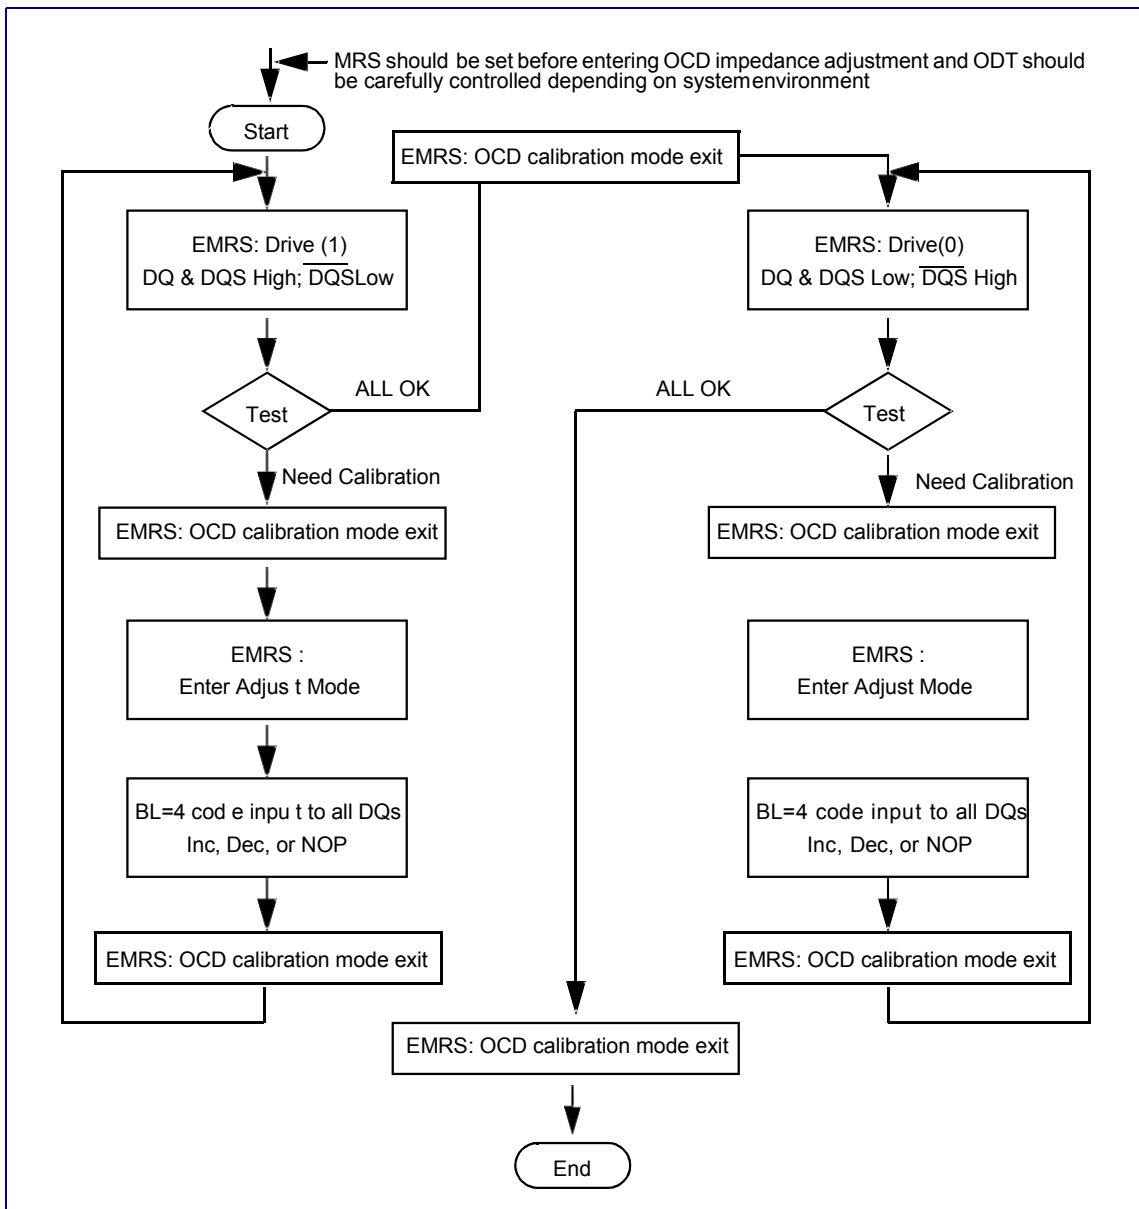 MRS should be set before entering OCD impedance adjustment and ODT should
be carefully controlled depending on systemenvironment
Start
EMRS: OCD calibration mode exit
EMRS: Drive (1)
DQ & DQS High; DQSLow
EMRS: Drive(0)
DQ & DQS Low; DQS High
ALL OK
ALL OK
Test
Test
Need Calibration
Need Calibration
EMRS: OCD calibration mode exit
EMRS: OCD calibration mode exit
EMRS :
Enter Adjus t Mode
EMRS :
Enter Adjust Mode
BL=4 cod e inpu t to all DQs
Inc, Dec, or NOP
BL=4 code input to all DQs
Inc, Dec, or NOP
EMRS: OCD calibration mode exit
EMRS: OCD calibration mode exit
EMRS: OCD calibration mode exit
End